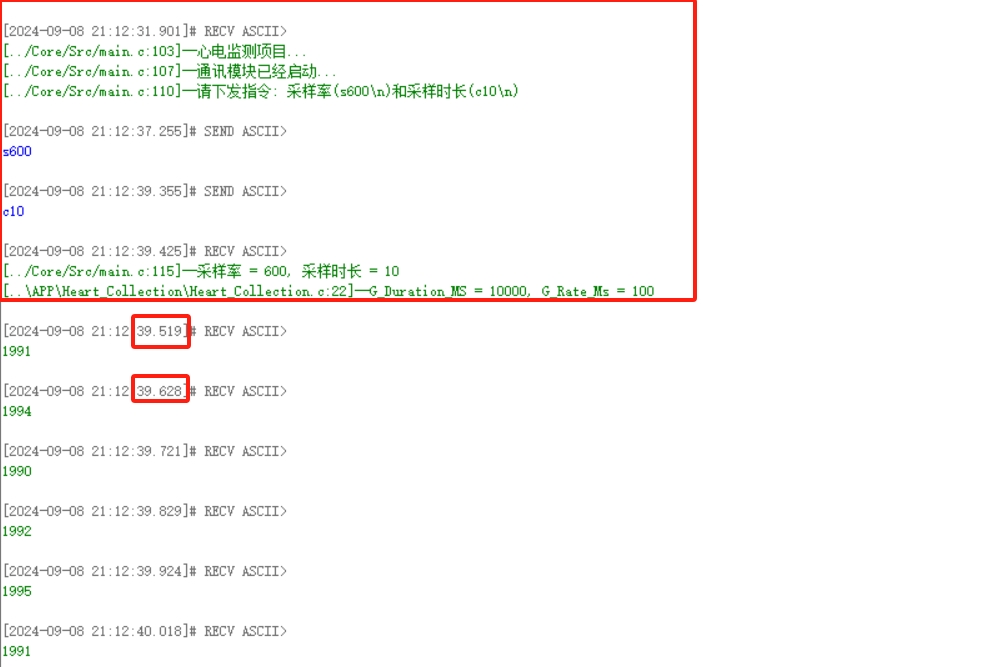 [2024-09-08 21:12:31.901]# RECV ASCII>
[../Core/Src/main.c:103]—心电监测项目...
[../Core/Src/main.c:107]—通讯模块已经启动...
[../Core/Src/main.c:110]—请下发指令: 采样率(s600\n)和采样时长(c10\n)
[2024-09-08 21:12:37.255]# SEND ASCII>
s600
[2024-09-08 21:12:39.355]# SEND ASCII>
c10
[2024-09-08 21:12:39.425]# RECV ASCII>
[../Core/Src/main.c:115]—采样率 = 600, 采样时长 = 10
[..\APP\Heart_Collection\Heart_Collection.c:22]—G_Duration_MS = 10000, G_Rate_Ms = 100
[2024-09-08 21:12:39.519]# RECV ASCII>
1991
[2024-09-08 21:12:39.628]# RECV ASCII>
1994
[2024-09-08 21:12:39.721]# RECV ASCII>
1990
[2024-09-08 21:12:39.829]# RECV ASCII>
1992
[2024-09-08 21:12:39.924]# RECV ASCII>
1995
[2024-09-08 21:12:40.018]# RECV ASCII>
1991